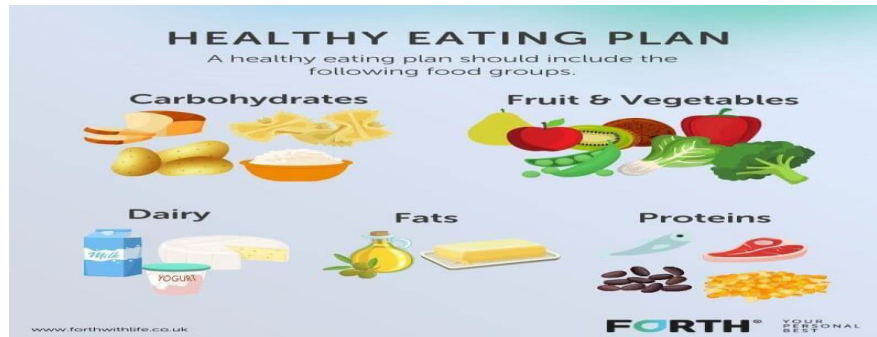 HEALTHY EATING PLAN
A healthy eating plan should include the
following food groups.
Carbohydrates
Fruit & Vegetables
Dairy
Fats
Proteins
Milk
YOGURT
www.forthwithlife.co.uk
FORTH®
YOUR
PERSONAL
BEST